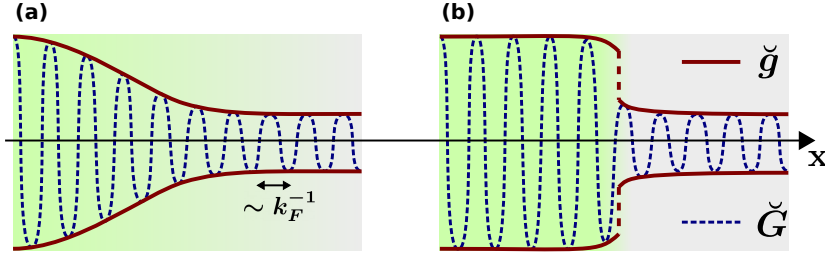 (a)
(b)
ğ
x
∼ k_F^{-1}
Ğ